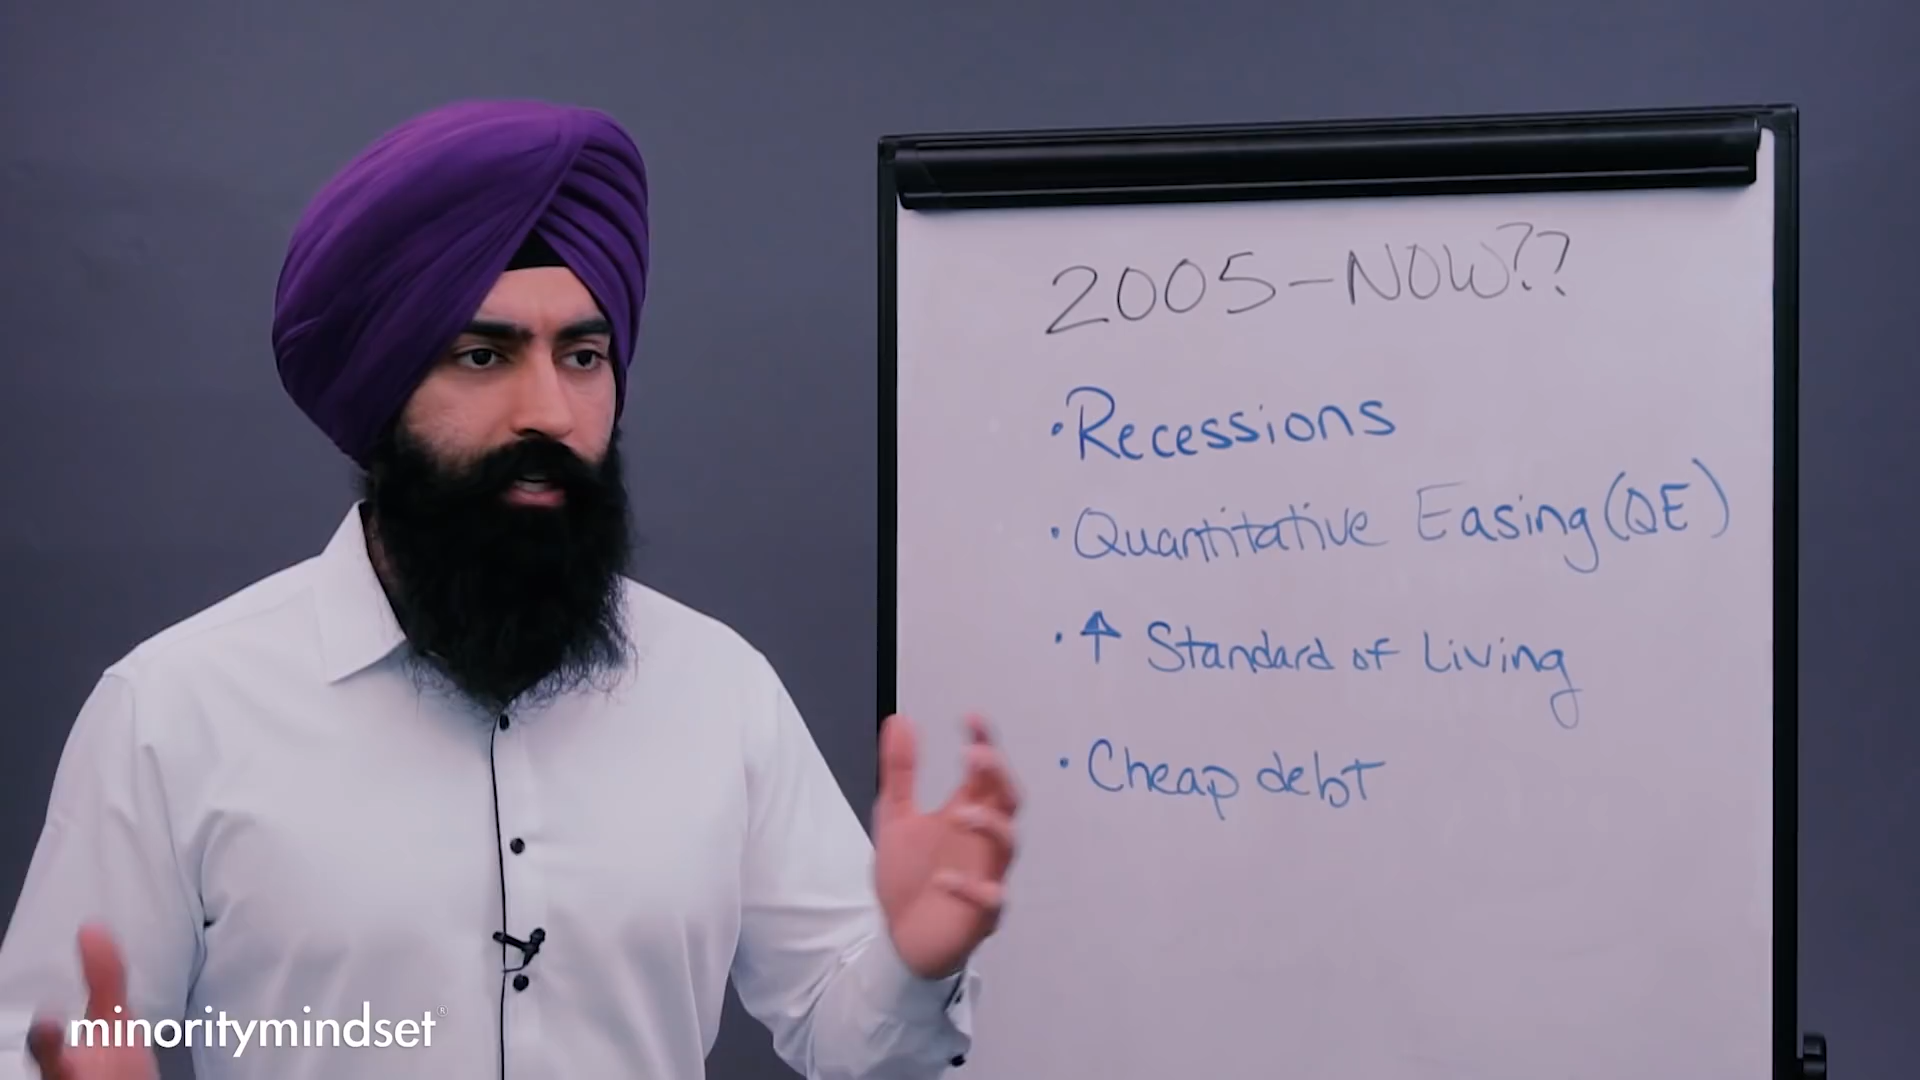 2005-NOW??
• Recessions
• Quantitative Easing (QE)
• ↑ Standard of Living
• Cheap debt
minoritymindset®